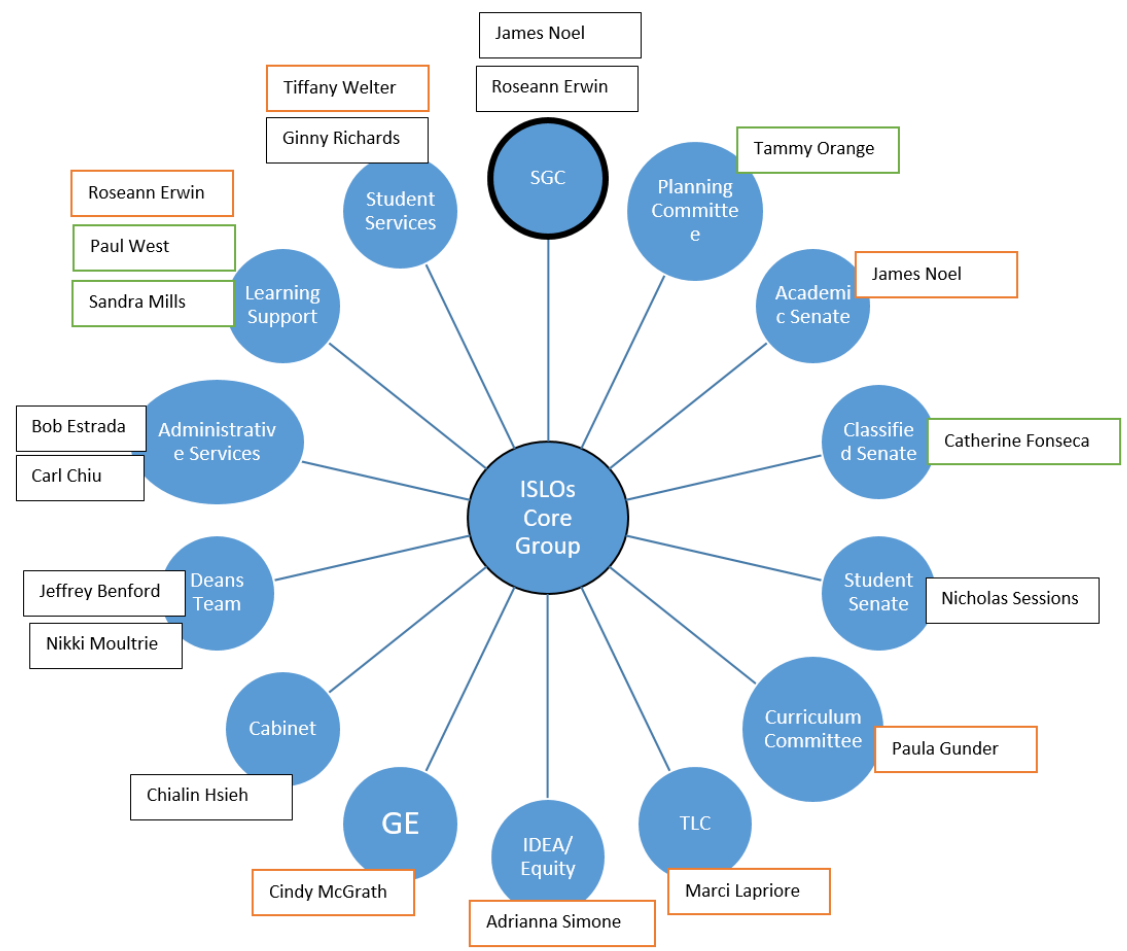 James Noel
Roseann Erwin
SGC
Tammy Orange
Planning
Committe
e
James Noel
Academi
c Senate
Catherine Fonseca
Classifie
d Senate
Nicholas Sessions
Student
Senate
Paula Gunder
Curriculum
Committee
TLC
Marci Lapriore
IDEA/
Equity
Adrianna Simone
GE
Cindy McGrath
Cabinet
Chialin Hsieh
Jeffrey Benford
Nikki Moultrie
Deans
Team
Bob Estrada
Carl Chiu
Administrativ
e Services
Roseann Erwin
Paul West
Sandra Mills
Learning
Support
Tiffany Welter
Ginny Richards
Student
Services
ISLOs
Core
Group